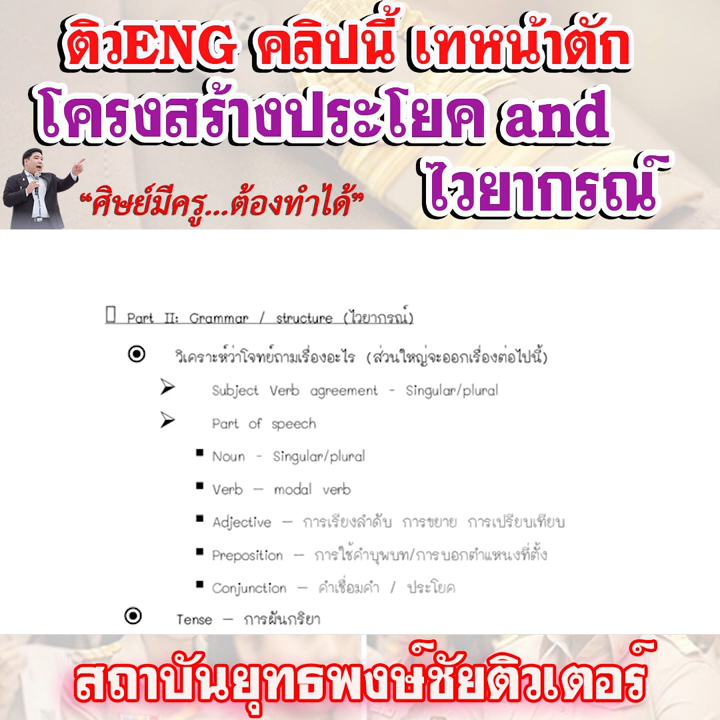 ติวENG คลิปนี้ เทหน้าตัก
โครงสร้างประโยค and
ไวยากรณ์
“ศิษย์มีครู...ต้องทำได้”
Part II: Grammar / structure (ไวยากรณ์)
วิเคราะห์ว่าโจทย์ถามเรื่องอะไร (ส่วนใหญ่จะออกเรื่องต่อไปนี้)
Subject Verb agreement - Singular/plural
Part of speech
Noun - Singular/plural
Verb – modal verb
Adjective – การเรียงลำดับ การขยาย การเปรียบเทียบ
Preposition – การใช้คำบุพบท/การบอกตำแหน่งที่ตั้ง
Conjunction – คำเชื่อมคำ / ประโยค
Tense – การผันกริยา
สถาบันยุทธพงษ์ชัยติวเตอร์